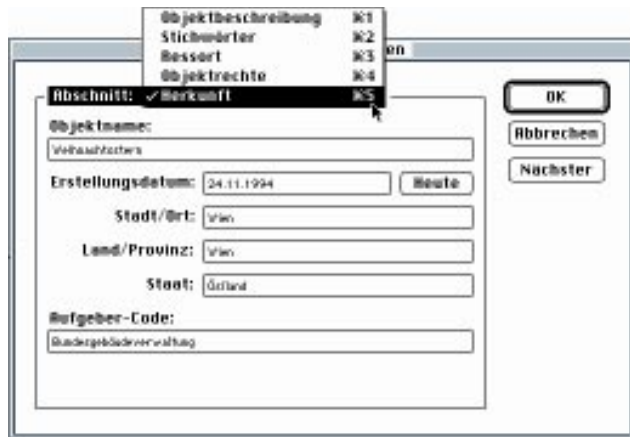 Objektbeschreibung ⌘1
Stichwörter ⌘2
Ressort ⌘3
Objektrechte ⌘4
en
Abschnitt: ✓Herkunft ⌘5
OK
Objektname:
Abbrechen
Weihnachtsstern
Nächster
Erstellungsdatum: 24.11.1994 Heute
Stadt/Ort: Wien
Land/Provinz: Wien
Staat:
Aufgeber-Code:
Bundesgebäudeverwaltung